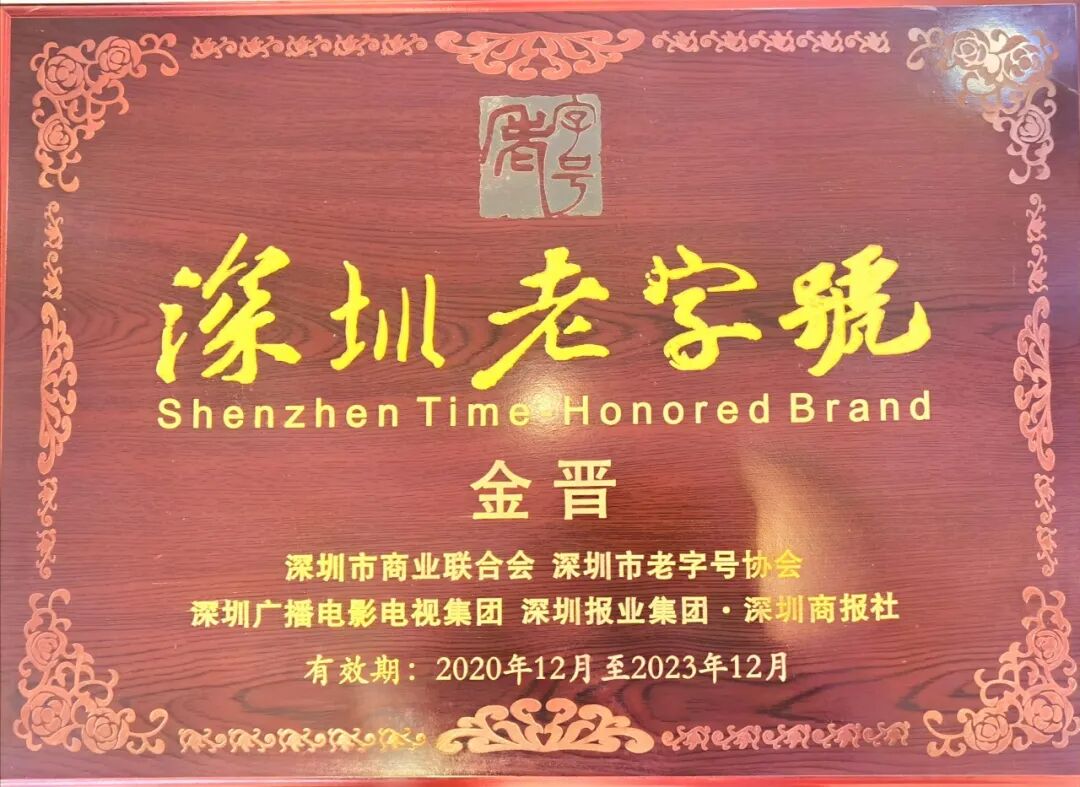 老字号
深圳老字號
Shenzhen Time-Honored Brand
金晋
深圳市商业联合会 深圳市老字号协会
深圳广播电影电视集团 深圳报业集团·深圳商报社
有效期：2020年12月至2023年12月